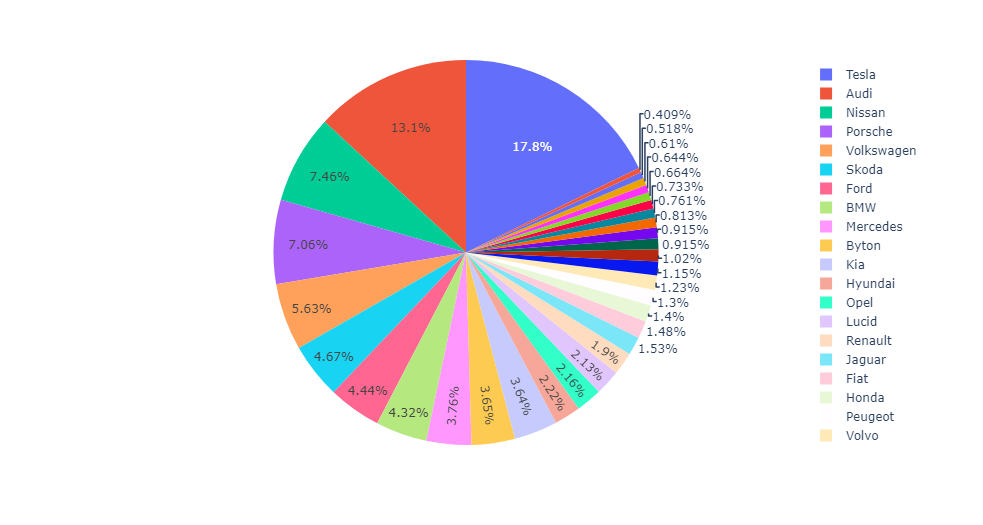 17.8%
13.1%
7.46%
7.06%
5.63%
4.67%
4.44%
4.32%
3.76%
3.65%
3.64%
2.22%
2.16%
2.13%
1.9%
1.53%
1.48%
1.4%
1.3%
1.23%
1.15%
1.02%
0.915%
0.915%
0.813%
0.761%
0.733%
0.664%
0.644%
0.61%
0.518%
0.409%
Tesla
Audi
Nissan
Porsche
Volkswagen
Skoda
Ford
BMW
Mercedes
Byton
Kia
Hyundai
Opel
Lucid
Renault
Jaguar
Fiat
Honda
Peugeot
Volvo